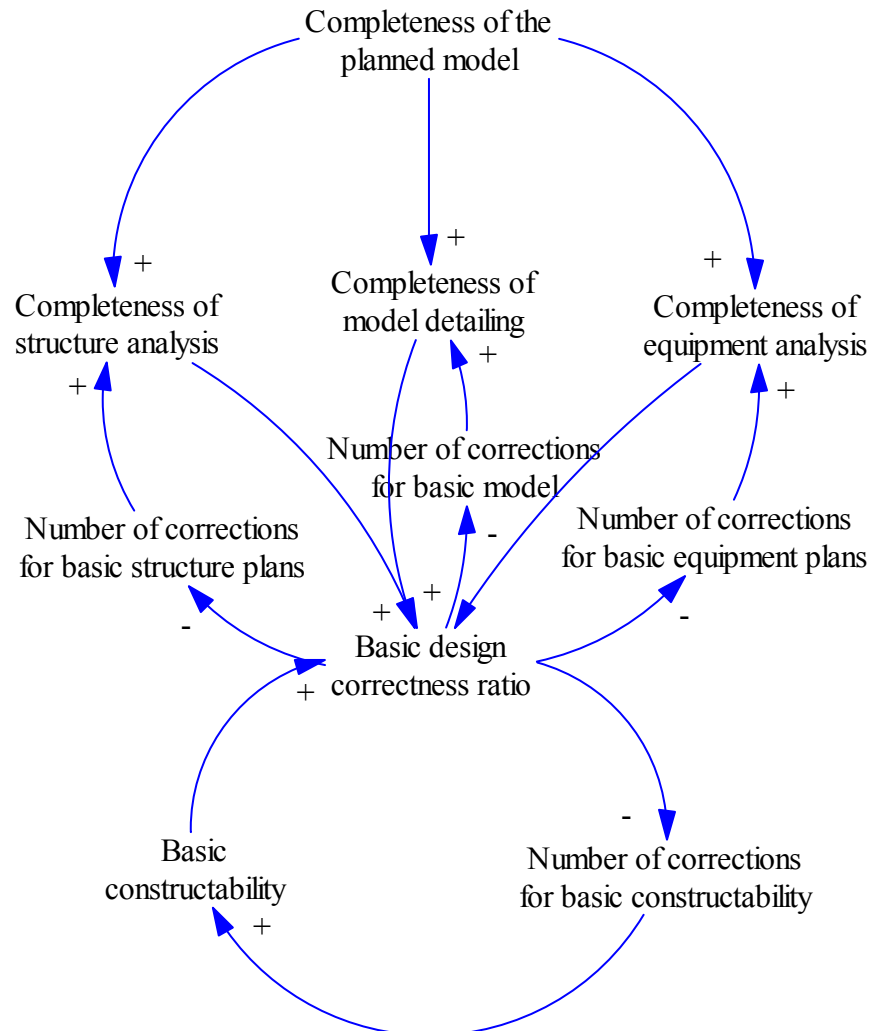 Completeness of the
planned model
+
+
+
Completeness of
structure analysis
Completeness of
model detailing
Completeness of
equipment analysis
+
+
+
Number of corrections
for basic model
Number of corrections
for basic structure plans
Number of corrections
for basic equipment plans
-
-
-
+
+
Basic design
correctness ratio
+
-
Basic
constructability
Number of corrections
for basic constructability
+